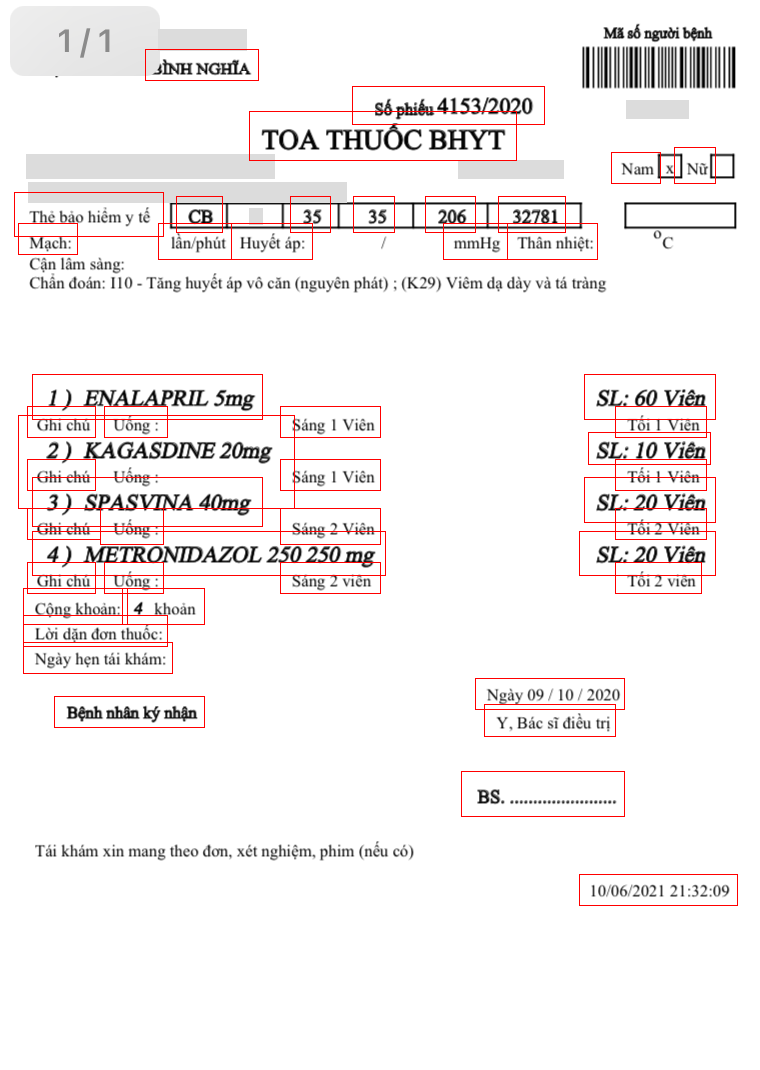 1/1
Mã số người bệnh
BÌNH NGHĨA
Số phiếu 4153/2020
TOA THUỐC BHYT
Nam x Nữ
Thẻ bảo hiểm y tế CB 35 35 206 32781
Mạch: lần/phút Huyết áp: / mmHg Thân nhiệt: °C
Cận lâm sàng:
Chẩn đoán: I10 - Tăng huyết áp vô căn (nguyên phát) ; (K29) Viêm dạ dày và tá tràng
1 ) ENALAPRIL 5mg SL: 60 Viên
Ghi chú Uống : Sáng 1 Viên Tối 1 Viên
2 ) KAGASDINE 20mg SL: 10 Viên
Ghi chú Uống : Sáng 1 Viên Tối 1 Viên
3 ) SPASVINA 40mg SL: 20 Viên
Ghi chú Uống : Sáng 2 Viên Tối 2 Viên
4 ) METRONIDAZOL 250 250 mg SL: 20 Viên
Ghi chú Uống : Sáng 2 viên Tối 2 viên
Cộng khoản: 4 khoản
Lời dặn đơn thuốc:
Ngày hẹn tái khám:
Ngày 09 / 10 / 2020
Bệnh nhân ký nhận
Y, Bác sĩ điều trị
BS. .......................
Tái khám xin mang theo đơn, xét nghiệm, phim (nếu có)
10/06/2021 21:32:09